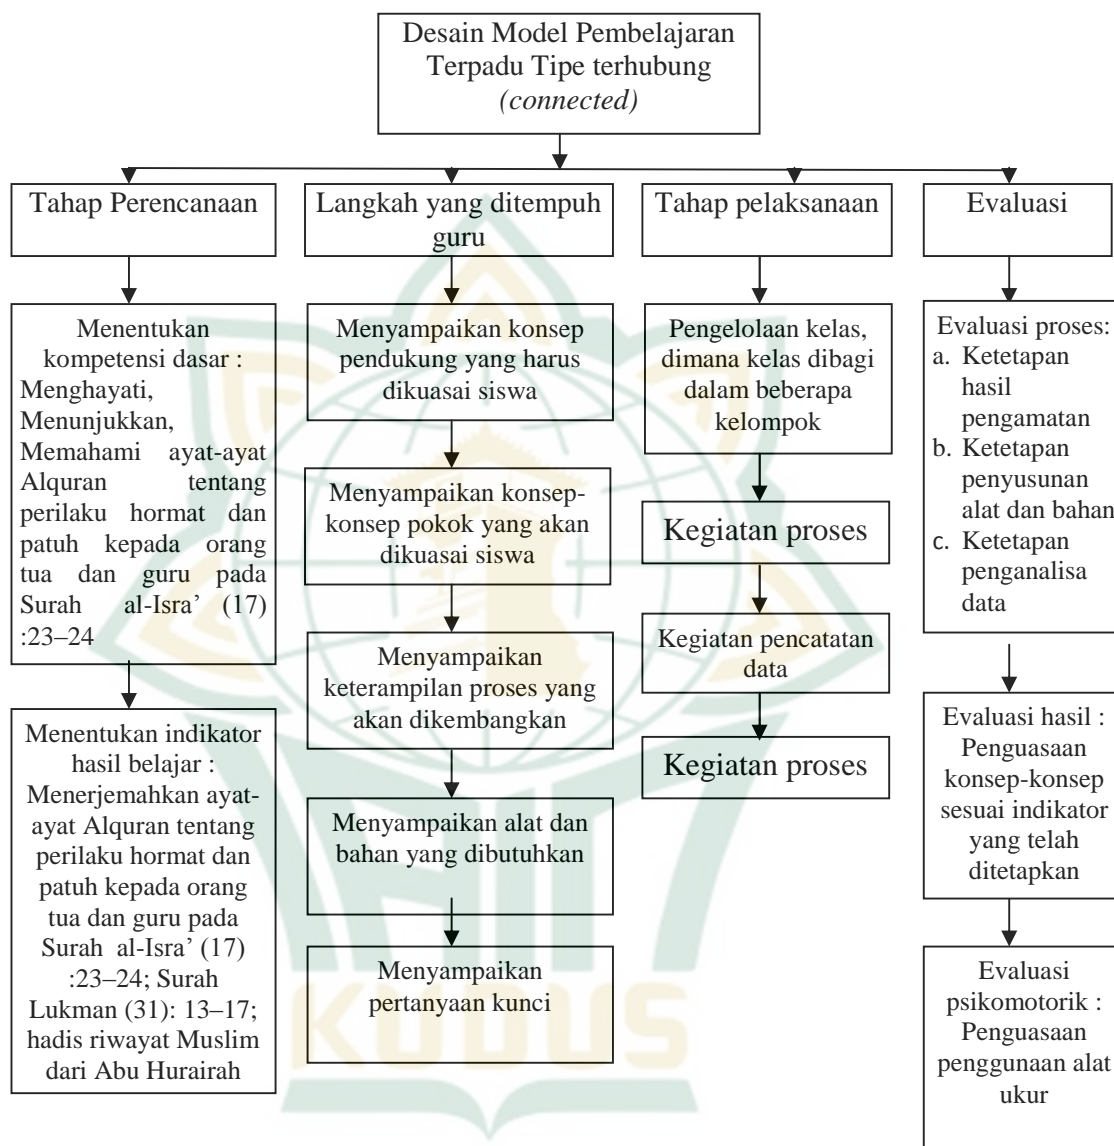 Desain Model Pembelajaran
Terpadu Tipe terhubung
(connected)
Tahap Perencanaan
Langkah yang ditempuh
guru
Tahap pelaksanaan
Evaluasi
Menentukan
kompetensi dasar :
Menghayati,
Menunjukkan,
Memahami ayat-ayat
Alquran tentang
perilaku hormat dan
patuh kepada orang
tua dan guru pada
Surah al-Isra’ (17)
:23–24
Menentukan indikator
hasil belajar :
Menerjemahkan ayat-
ayat Alquran tentang
perilaku hormat dan
patuh kepada orang
tua dan guru pada
Surah al-Isra’ (17)
:23–24; Surah
Lukman (31): 13–17;
hadis riwayat Muslim
dari Abu Hurairah
Menyampaikan konsep
pendukung yang harus
dikuasai siswa
Menyampaikan konsep-
konsep pokok yang akan
dikuasai siswa
Menyampaikan
keterampilan proses yang
akan dikembangkan
Menyampaikan alat dan
bahan yang dibutuhkan
Menyampaikan
pertanyaan kunci
Pengelolaan kelas,
dimana kelas dibagi
dalam beberapa
kelompok
Kegiatan proses
Kegiatan pencatatan
data
Kegiatan proses
Evaluasi proses:
a. Ketetapan
hasil
pengamatan
b. Ketetapan
penyusunan
alat dan bahan
c. Ketetapan
penganalisa
data
Evaluasi hasil :
Penguasaan
konsep-konsep
sesuai indikator
yang telah
ditetapkan
Evaluasi
psikomotorik :
Penguasaan
penggunaan alat
ukur
KUDUS